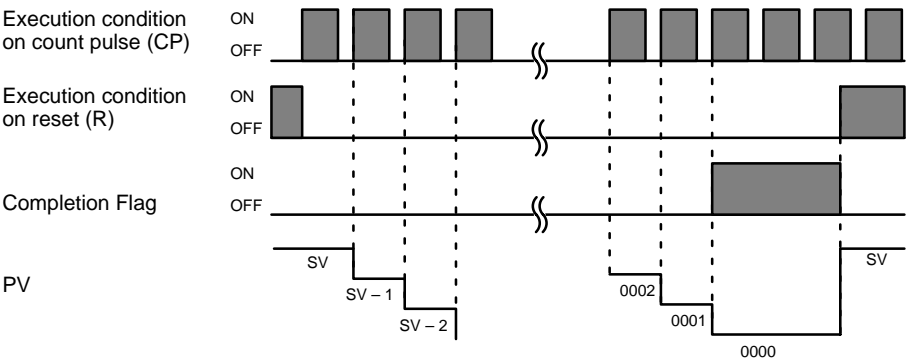 Execution condition
on count pulse (CP)
ON
OFF
Execution condition
on reset (R)
ON
OFF
Completion Flag
ON
OFF
PV
SV
SV – 1
SV – 2
0002
0001
0000
SV